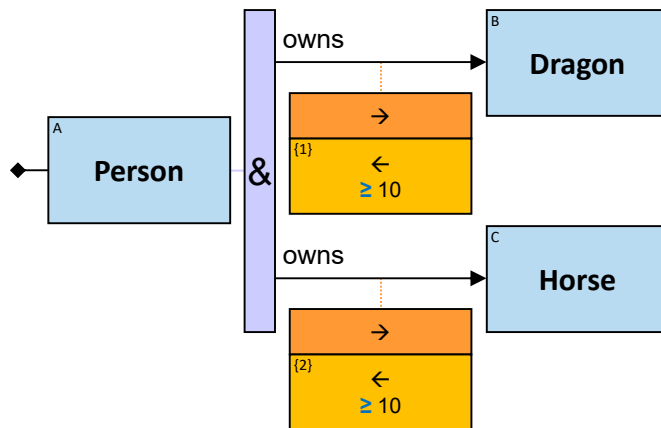 owns
B
Dragon
→
A
Person
{1}
←
≥ 10
&
owns
C
Horse
→
{2}
←
≥ 10